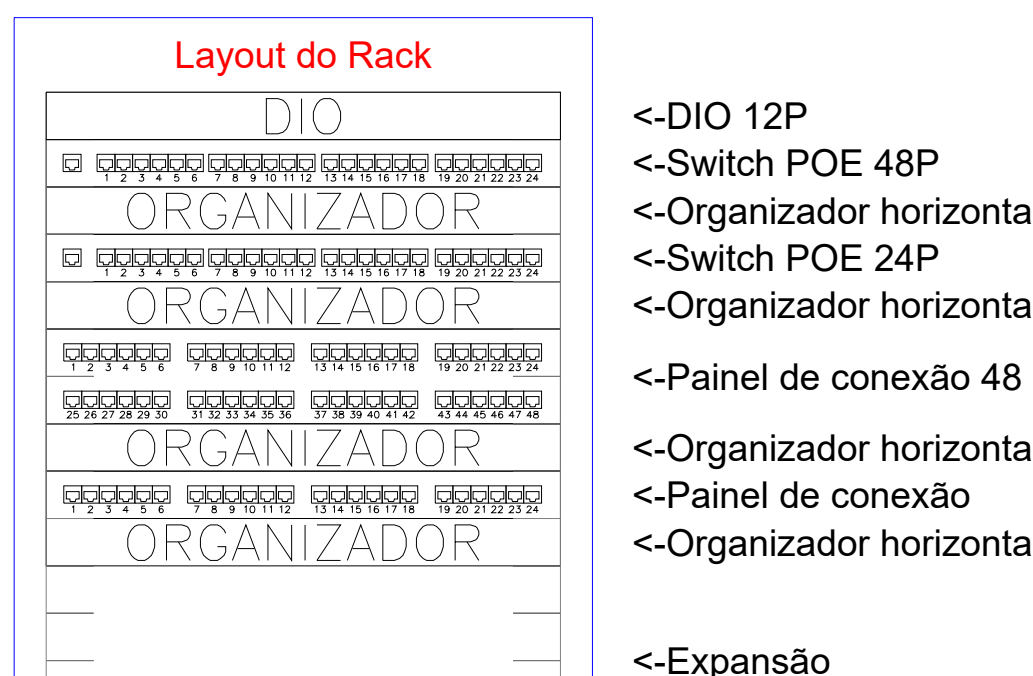 Layout do Rack
DIO
<-DIO 12P
1 2 3 4 5 6 7 8 9 10 11 12 13 14 15 16 17 18 19 20 21 22 23 24
<-Switch POE 48P
ORGANIZADOR
<-Organizador horizonta
1 2 3 4 5 6 7 8 9 10 11 12 13 14 15 16 17 18 19 20 21 22 23 24
<-Switch POE 24P
ORGANIZADOR
<-Organizador horizonta
1 2 3 4 5 6 7 8 9 10 11 12 13 14 15 16 17 18 19 20 21 22 23 24
<-Painel de conexão 48
25 26 27 28 29 30 31 32 33 34 35 36 37 38 39 40 41 42 43 44 45 46 47 48
ORGANIZADOR
<-Organizador horizonta
1 2 3 4 5 6 7 8 9 10 11 12 13 14 15 16 17 18 19 20 21 22 23 24
<-Painel de conexão
ORGANIZADOR
<-Organizador horizonta
<-Expansão